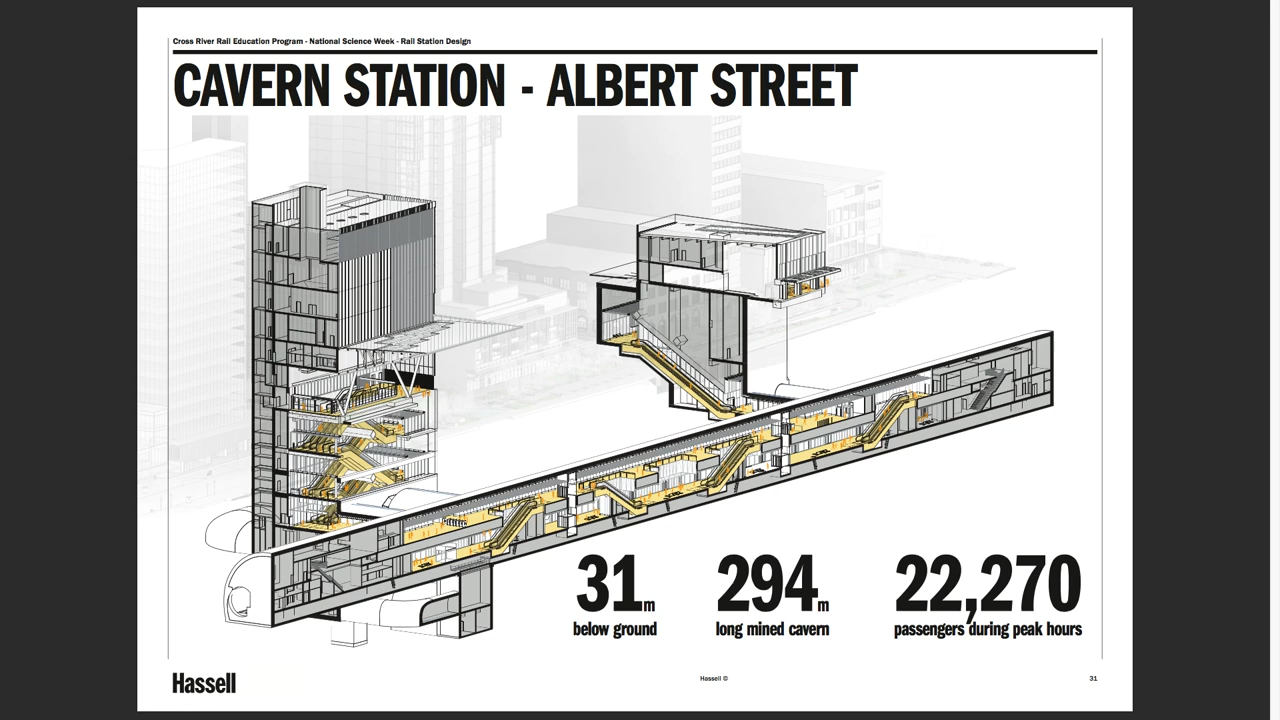 Cross River Rail Education Program - National Science Week - Rail Station Design
CAVERN STATION - ALBERT STREET
31m
below ground
294m
long mined cavern
22,270
passengers during peak hours
Hassell
Hassell ©
31